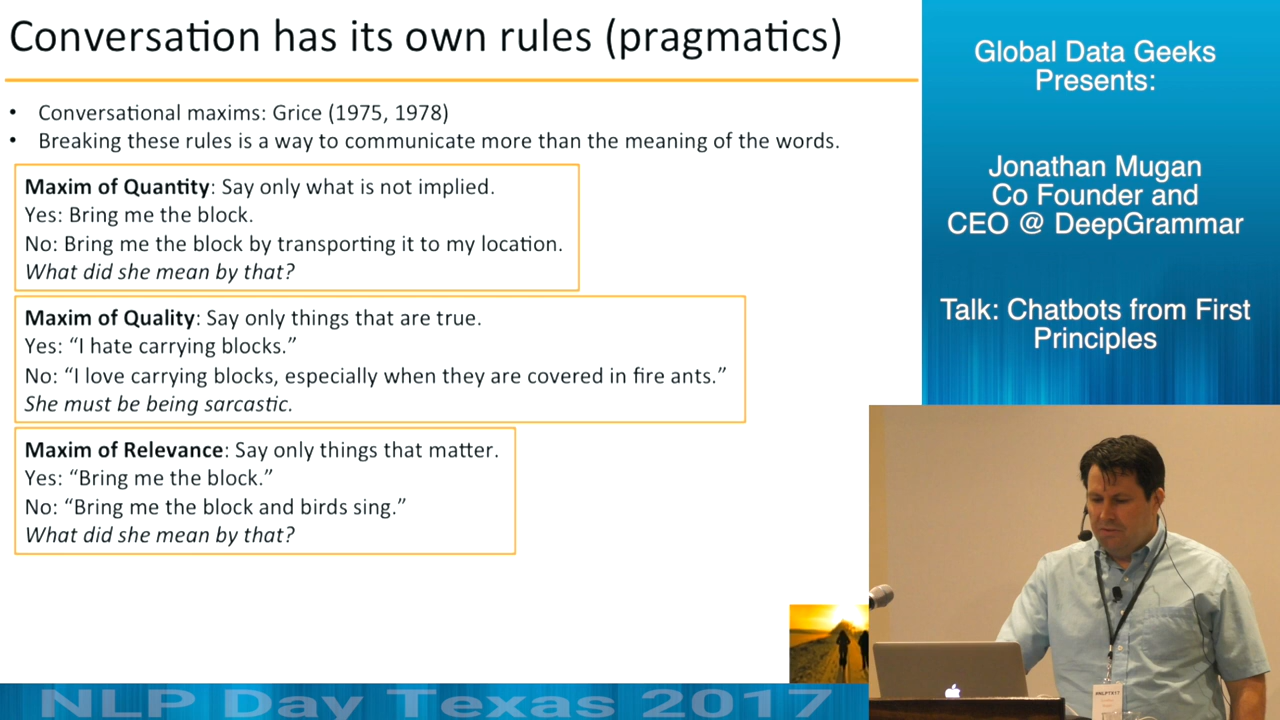 Conversation has its own rules (pragmatics)
• Conversational maxims: Grice (1975, 1978)
• Breaking these rules is a way to communicate more than the meaning of the words.
Maxim of Quantity: Say only what is not implied.
Yes: Bring me the block.
No: Bring me the block by transporting it to my location.
What did she mean by that?
Maxim of Quality: Say only things that are true.
Yes: “I hate carrying blocks.”
No: “I love carrying blocks, especially when they are covered in fire ants.”
She must be being sarcastic.
Maxim of Relevance: Say only things that matter.
Yes: “Bring me the block.”
No: “Bring me the block and birds sing.”
What did she mean by that?
Global Data Geeks
Presents:
Jonathan Mugan
Co Founder and
CEO @ DeepGrammar
Talk: Chatbots from First
Principles
NLP Day Texas 2017